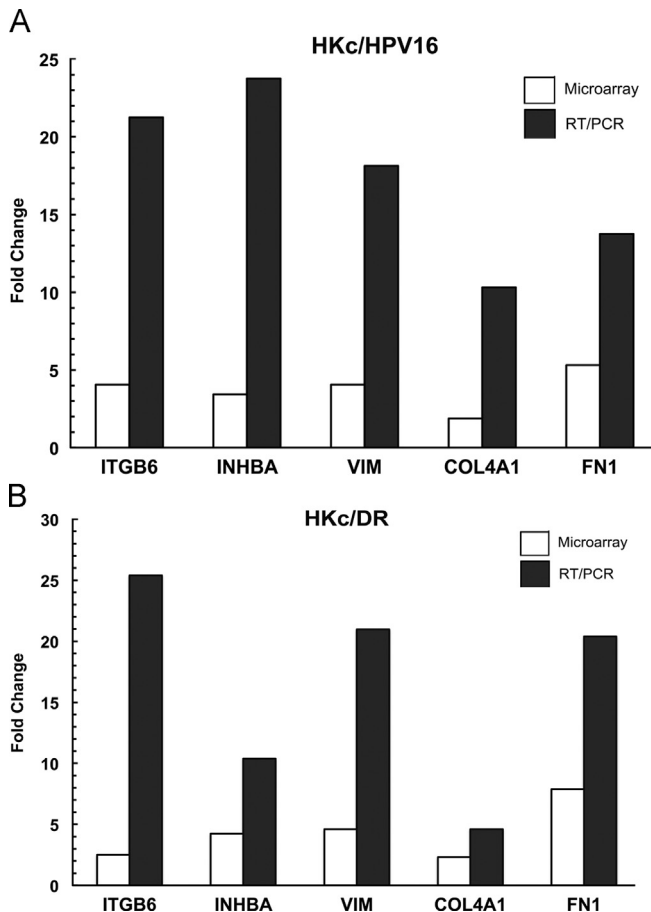 A
HKc/HPV16
25
20
15
10
5
0
Fold Change
Microarray
RT/PCR
ITGB6 INHBA VIM COL4A1 FN1
B
HKc/DR
30
25
20
15
10
5
0
Fold Change
Microarray
RT/PCR
ITGB6 INHBA VIM COL4A1 FN1